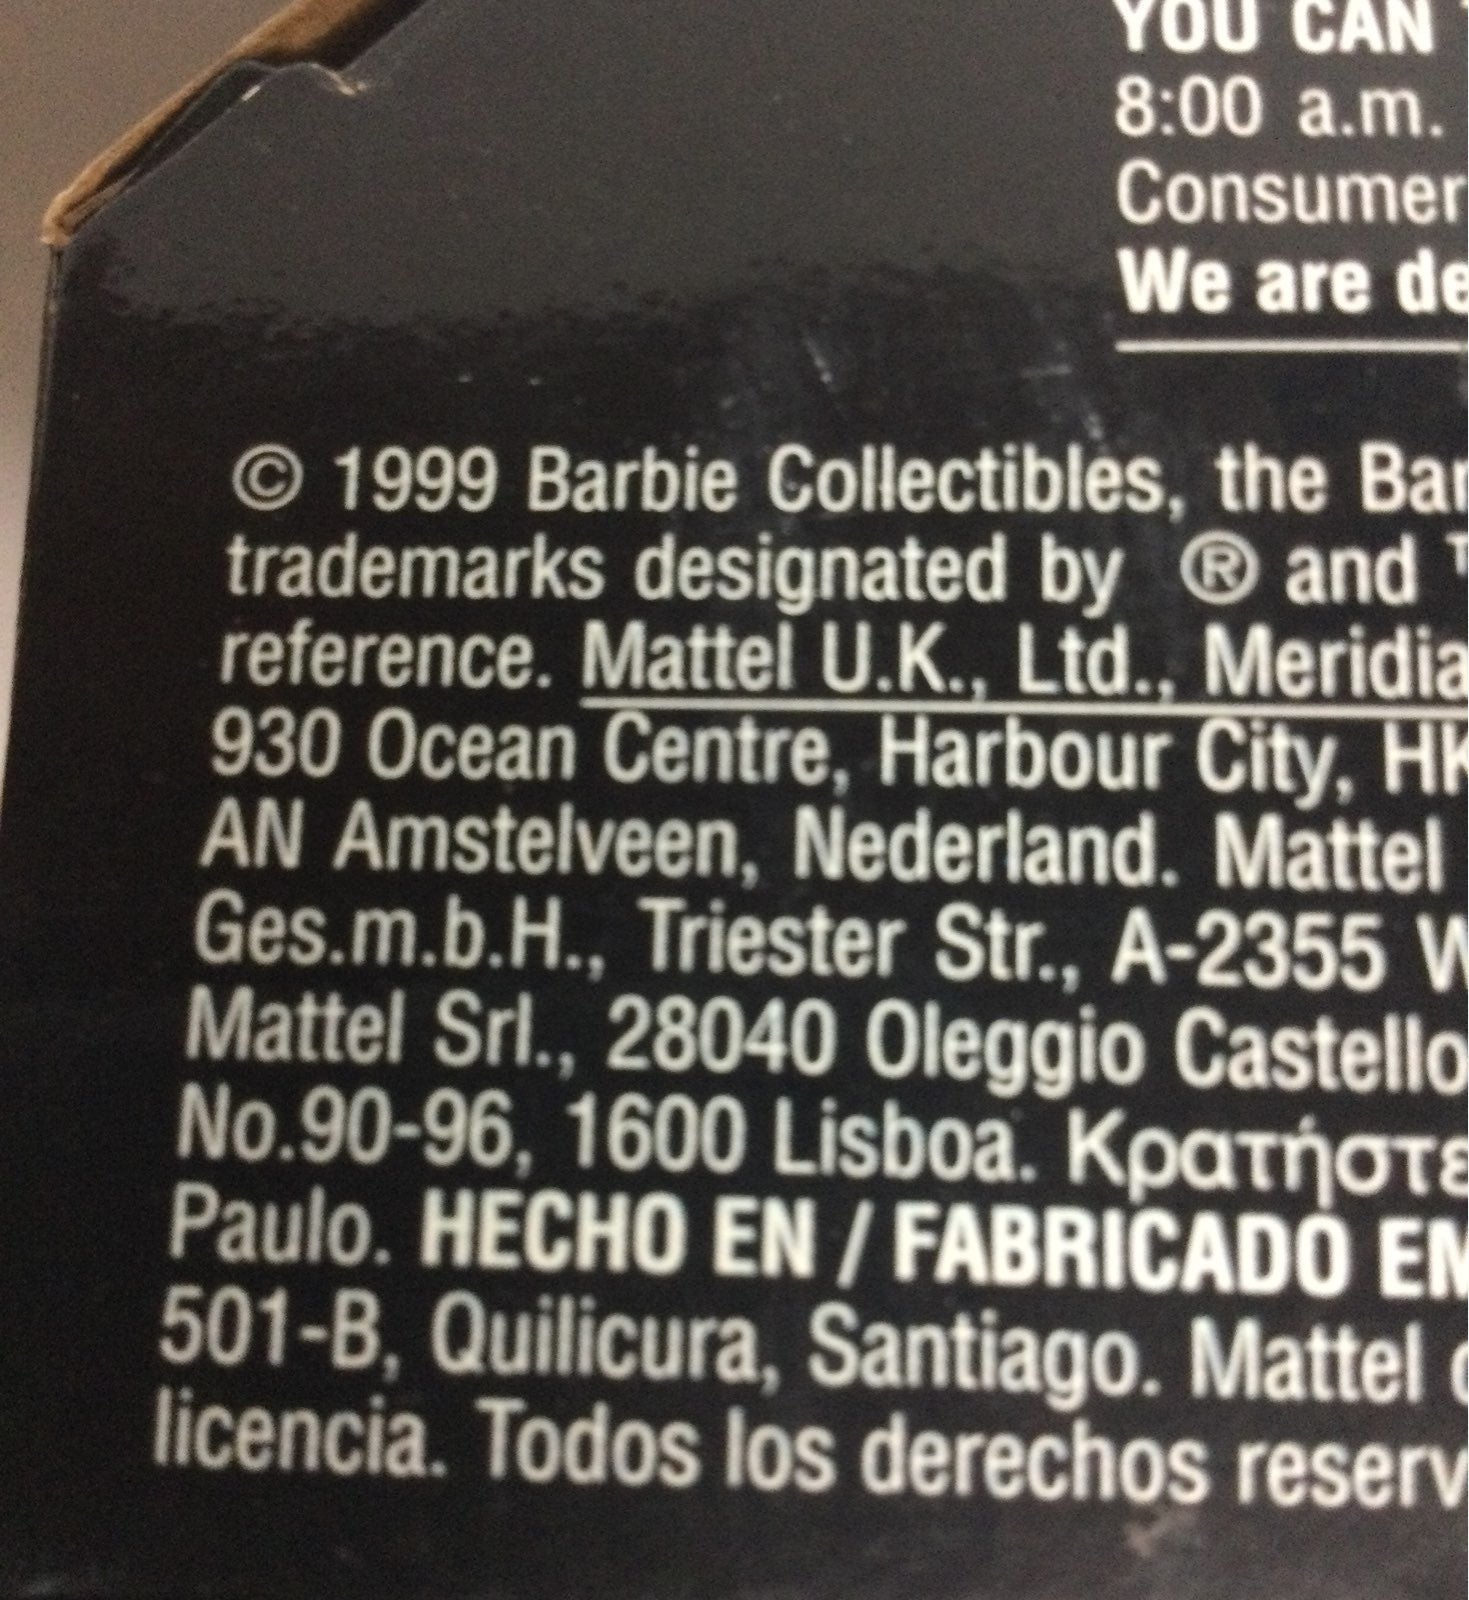 YOU CAN
8:00 a.m.
Consumer
We are de
© 1999 Barbie Collectibles, the Bar
trademarks designated by ® and ™
reference. Mattel U.K., Ltd., Meridia
930 Ocean Centre, Harbour City, HK
AN Amstelveen, Nederland. Mattel
Ges.m.b.H., Triester Str., A-2355 W
Mattel Srl., 28040 Oleggio Castello
No.90-96, 1600 Lisboa. Κρατήστε
Paulo. HECHO EN / FABRICADO EM
501-B, Quilicura, Santiago. Mattel
licencia. Todos los derechos reserv